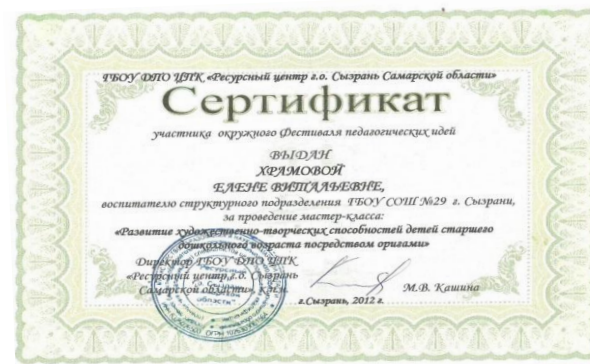 ГБОУ ДПО ЦПК «Ресурсный центр г.о. Сызрань Самарской области»
Сертификат
участника окружного Фестиваля педагогических идей
ВЫДАН
ХРАМОВОЙ
ЕЛЕНЕ ВИТАЛЬЕВНЕ,
воспитателю структурного подразделения ГБОУ СОШ №29 г. Сызрани,
за проведение мастер-класса:
«Развитие художественно-творческих способностей детей старшего
дошкольного возраста посредством оригами»
Директор ГБОУ ДПО ЦПК
«Ресурсный центр г.о. Сызрань
Самарской области», к.п.н.
М.В. Кашина
г.Сызрань, 2012 г.